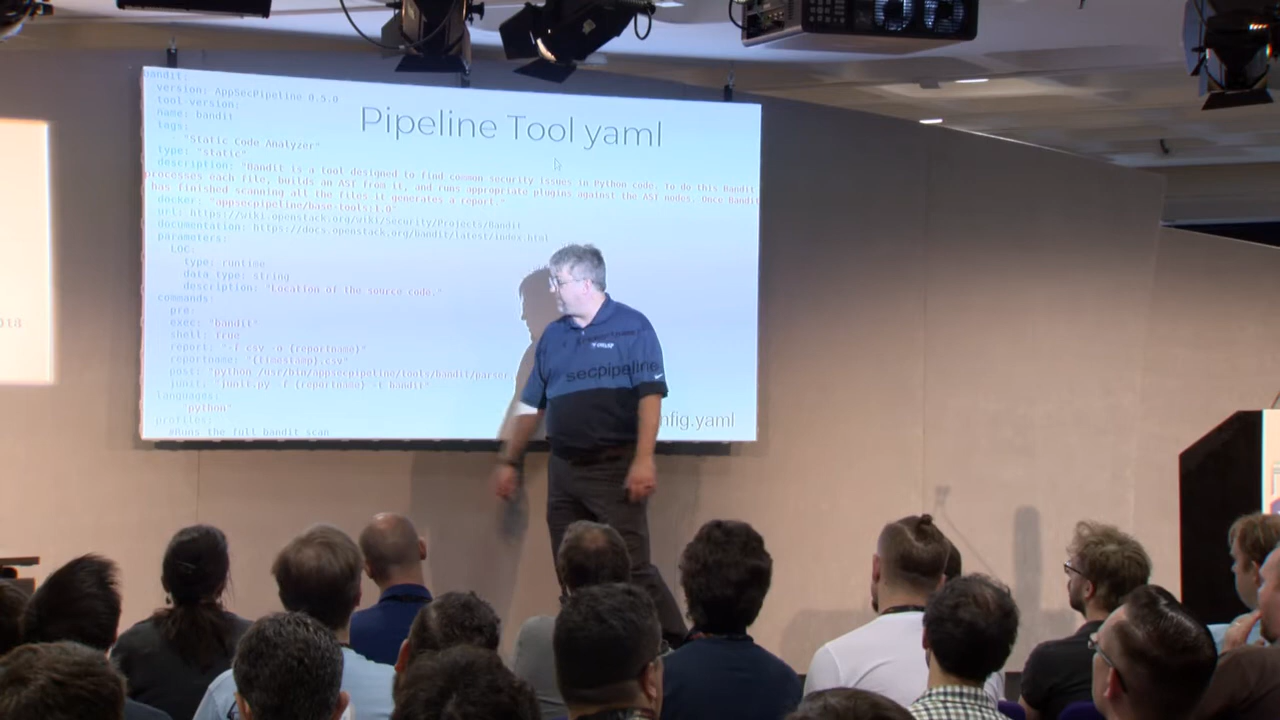 bandit:
version: AppSecPipeline 0.5.0
tool-version:
name: bandit
tags:
- "Static Code Analyzer"
type: "static"
description: "Bandit is a tool designed to find common security issues in Python code. To do this Bandit
processes each file, builds an AST from it, and runs appropriate plugins against the AST nodes. Once Bandit
has finished scanning all the files it generates a report."
docker: "appsecpipeline/base-tools:1.0"
url: https://wiki.openstack.org/wiki/Security/Projects/Bandit
documentation: https://docs.openstack.org/bandit/latest/index.html
parameters:
LOC:
type: runtime
data_type: string
description: "Location of the source code."
commands:
pre:
exec: "bandit"
shell: True
report: "-f csv -o {reportname}"
reportname: "{timestamp}.csv"
post: "python /usr/bin/appsecpipeline/tools/bandit/parser
junit: "junit.py -f {reportname} -t bandit"
languages:
- "python"
profiles:
#Runs the full bandit scan
Pipeline Tool yaml
secpipeline
nfig.yaml